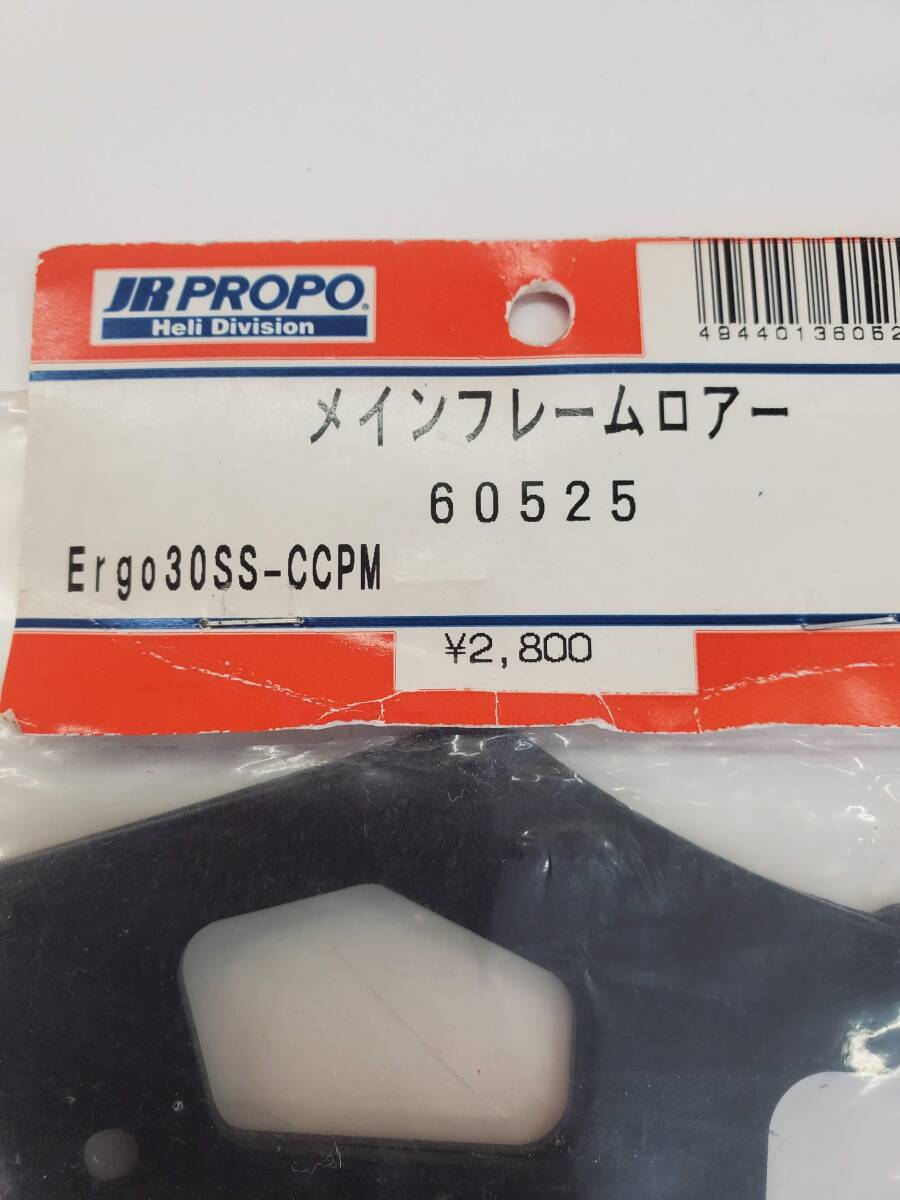 JR PROPO®
Heli Division
49440136052
メインフレームロアー
60525
Ergo30SS-CCPM
¥2,800